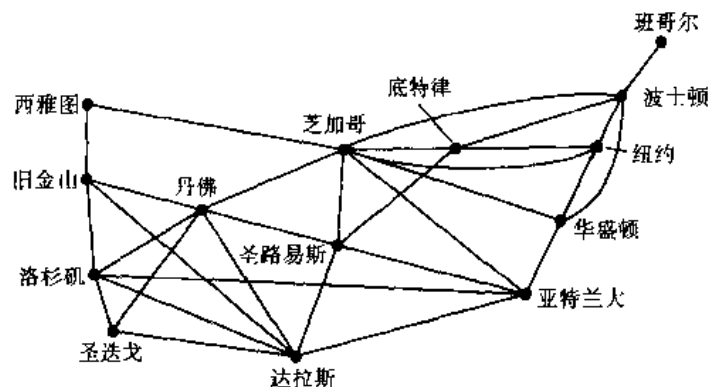 班哥尔
底特律
波士顿
西雅图
芝加哥
纽约
旧金山
丹佛
华盛顿
圣路易斯
洛杉矶
亚特兰大
圣迭戈
达拉斯